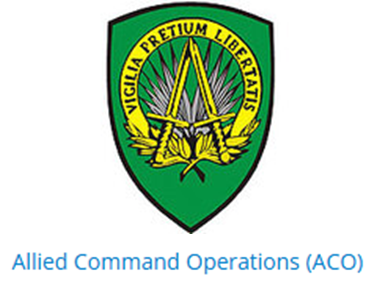 VIGILIA PRETIUM LIBERTATIS
Allied Command Operations (ACO)